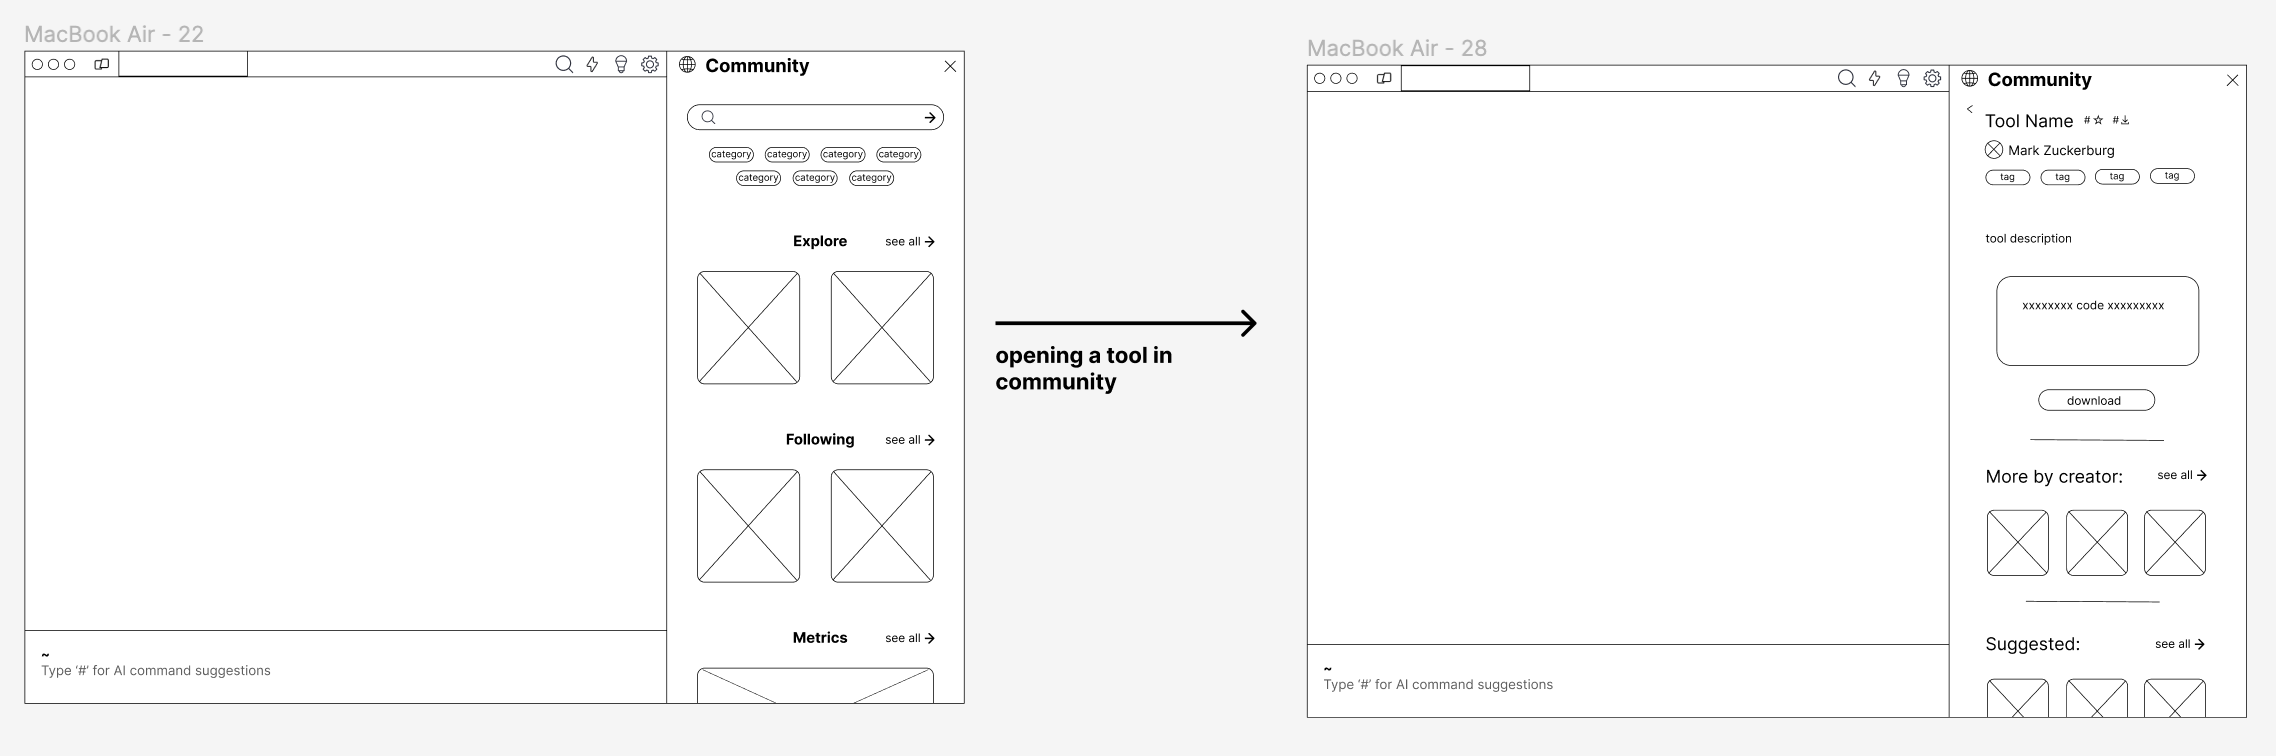 MacBook Air - 22
Community
category category category category
category category category
Explore see all
Following see all
Metrics see all
~
Type '#' for AI command suggestions
opening a tool in
community
MacBook Air - 28
Community
<
Tool Name # #
Mark Zuckerburg
tag tag tag tag
tool description
xxxxxxxx code xxxxxxxxx
download
More by creator: see all
Suggested: see all
~
Type '#' for AI command suggestions